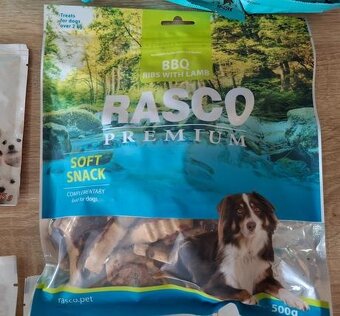 Treats
for dogs
over 2 kg
BBQ
RIBS WITH LAMB
RASCO
PREMIUM
SOFT
SNACK
COMPLEMENTARY
food for dogs
rasco.pet
500g